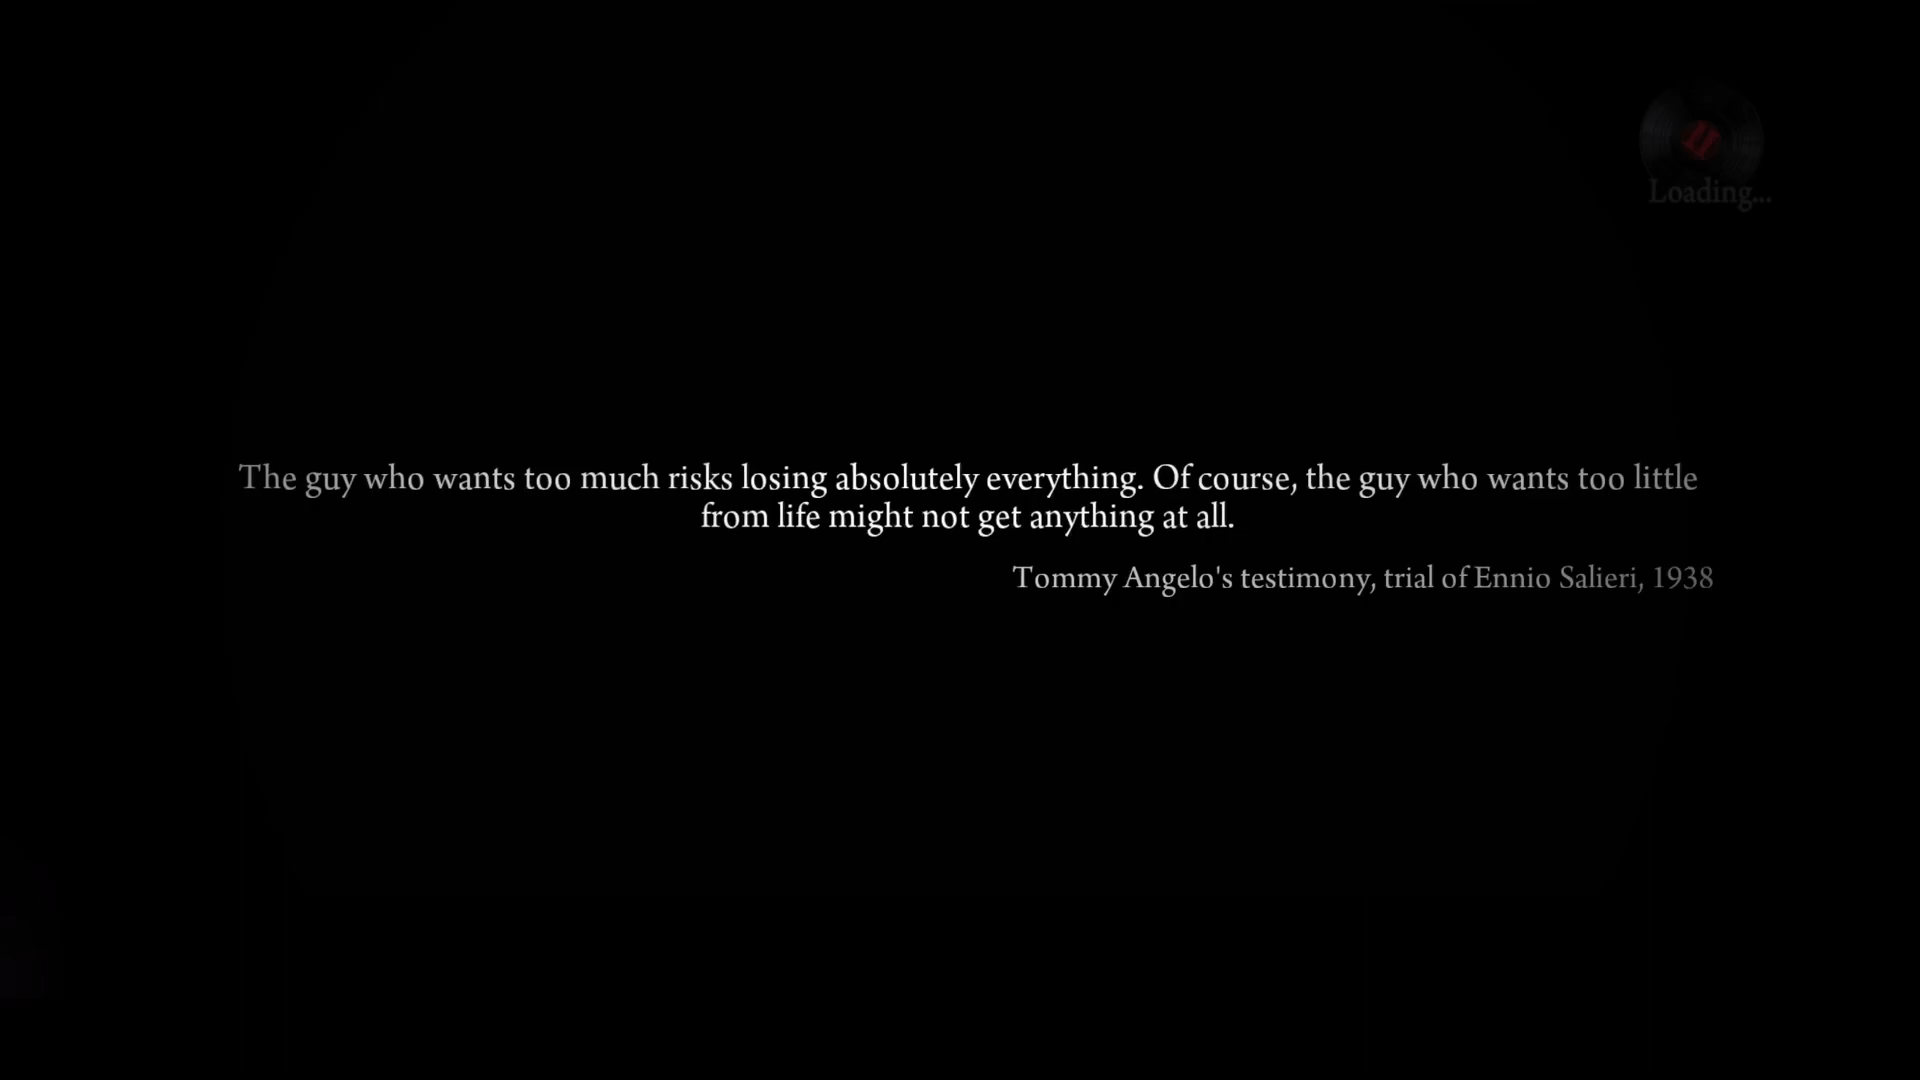 Loading...
The guy who wants too much risks losing absolutely everything. Of course, the guy who wants too little
from life might not get anything at all.
Tommy Angelo's testimony, trial of Ennio Salieri, 1938